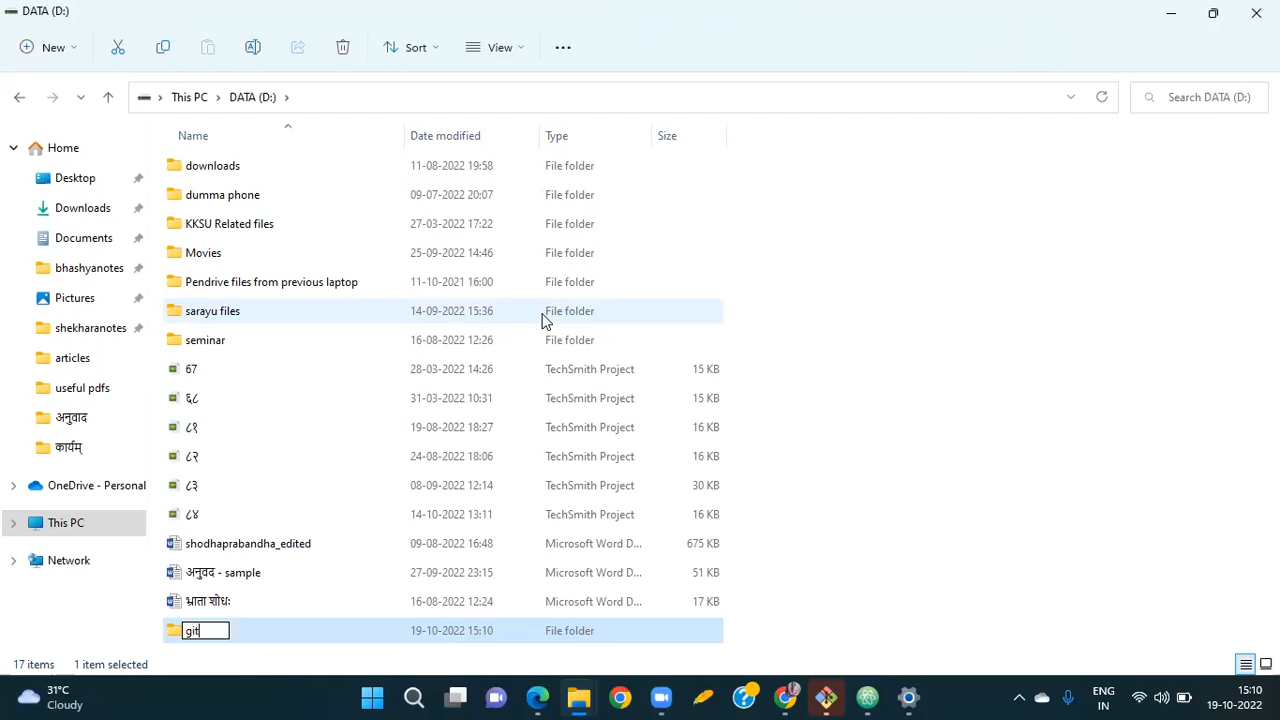 DATA (D:)
New Sort View •••
This PC > DATA (D:) > Search DATA (D:)
Name Date modified Type Size
Home
Desktop
Downloads
Documents
bhashyanotes
Pictures
shekharanotes
articles
useful pdfs
अनुवाद
कार्यम्
OneDrive - Personal
This PC
Network
downloads 11-08-2022 19:58 File folder
dumma phone 09-07-2022 20:07 File folder
KKSU Related files 27-03-2022 17:22 File folder
Movies 25-09-2022 14:46 File folder
Pendrive files from previous laptop 11-10-2021 16:00 File folder
sarayu files 14-09-2022 15:36 File folder
seminar 16-08-2022 12:26 File folder
67 28-03-2022 14:26 TechSmith Project 15 KB
६८ 31-03-2022 10:31 TechSmith Project 15 KB
८१ 19-08-2022 18:27 TechSmith Project 16 KB
८२ 24-08-2022 18:06 TechSmith Project 16 KB
८३ 08-09-2022 12:14 TechSmith Project 30 KB
८४ 14-10-2022 13:11 TechSmith Project 16 KB
shodhaprabandha_edited 09-08-2022 16:48 Microsoft Word D... 675 KB
अनुवद - sample 27-09-2022 23:15 Microsoft Word D... 51 KB
भ्राता शोधः 16-08-2022 12:24 Microsoft Word D... 17 KB
git 19-10-2022 15:10 File folder
17 items 1 item selected
31°C
Cloudy
ENG
IN
15:10
19-10-2022